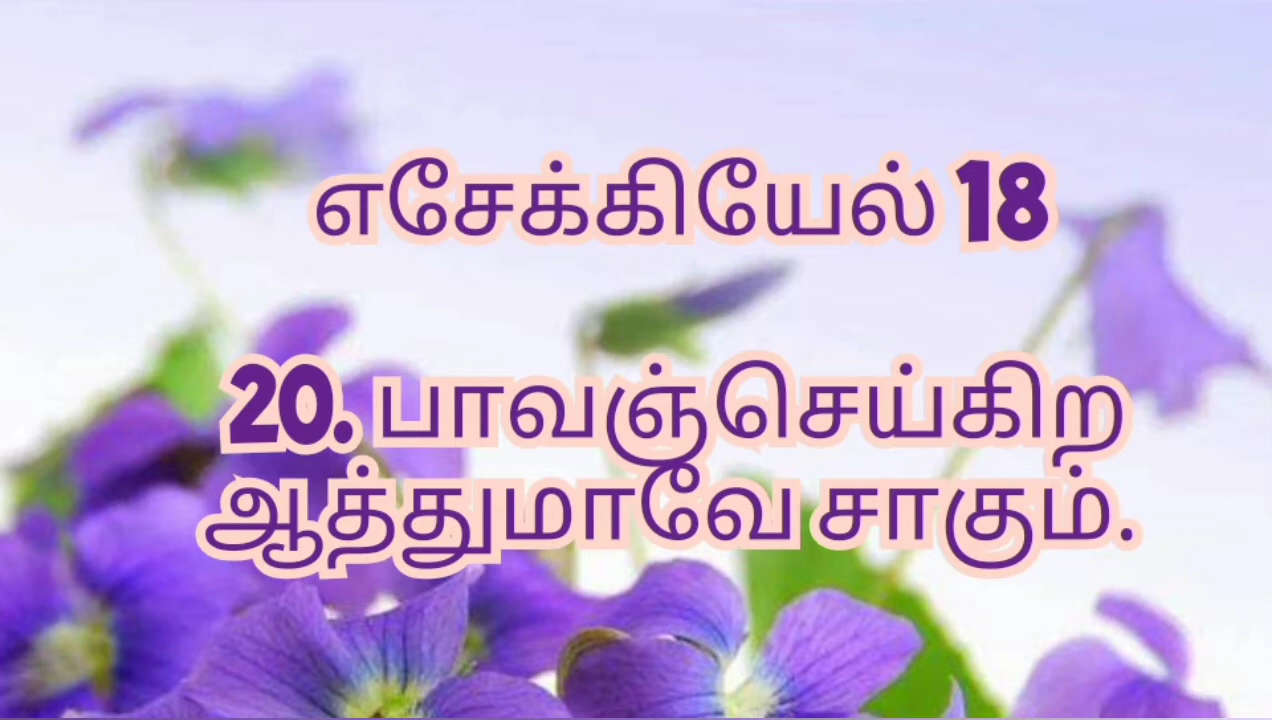 எசேக்கியேல் 18
20. பாவஞ்செய்கிற
ஆத்துமாவே சாகும்.